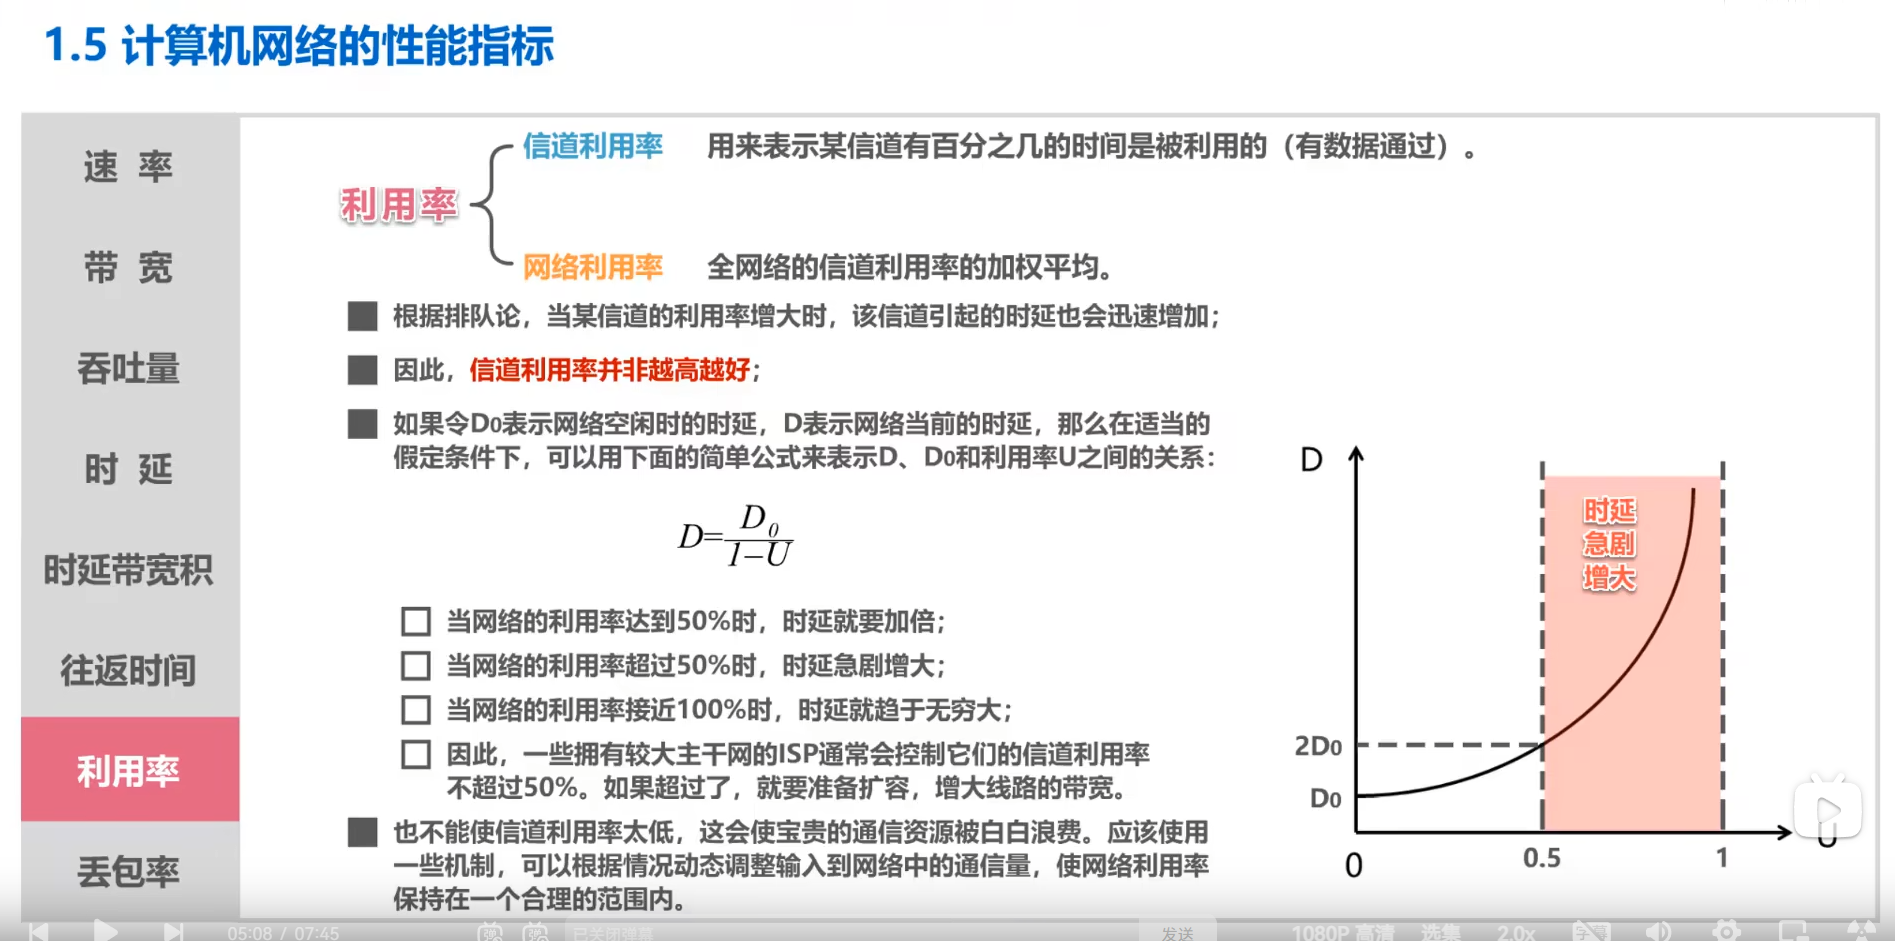 1.5 计算机网络的性能指标
速 率
带 宽
吞吐量
时 延
时延带宽积
往返时间
利用率
丢包率
利用率
信道利用率 用来表示某信道有百分之几的时间是被利用的（有数据通过）。
网络利用率 全网络的信道利用率的加权平均。
根据排队论，当某信道的利用率增大时，该信道引起的时延也会迅速增加；
因此，信道利用率并非越高越好；
如果令D0表示网络空闲时的时延，D表示网络当前的时延，那么在适当的
假定条件下，可以用下面的简单公式来表示D、D0和利用率U之间的关系：
D=D0/1-U
当网络的利用率达到50%时，时延就要加倍；
当网络的利用率超过50%时，时延急剧增大；
当网络的利用率接近100%时，时延就趋于无穷大；
因此，一些拥有较大主干网的ISP通常会控制它们的信道利用率
不超过50%。如果超过了，就要准备扩容，增大线路的带宽。
也不能使信道利用率太低，这会使宝贵的通信资源被白白浪费。应该使用
一些机制，可以根据情况动态调整输入到网络中的通信量，使网络利用率
保持在一个合理的范围内。
D
时延
急剧
增大
2D0
D0
0
0.5
1
U
05:08 / 07:45
弹
弹
已关闭弹幕
发送
1080P 高清
选集
2.0x
字幕